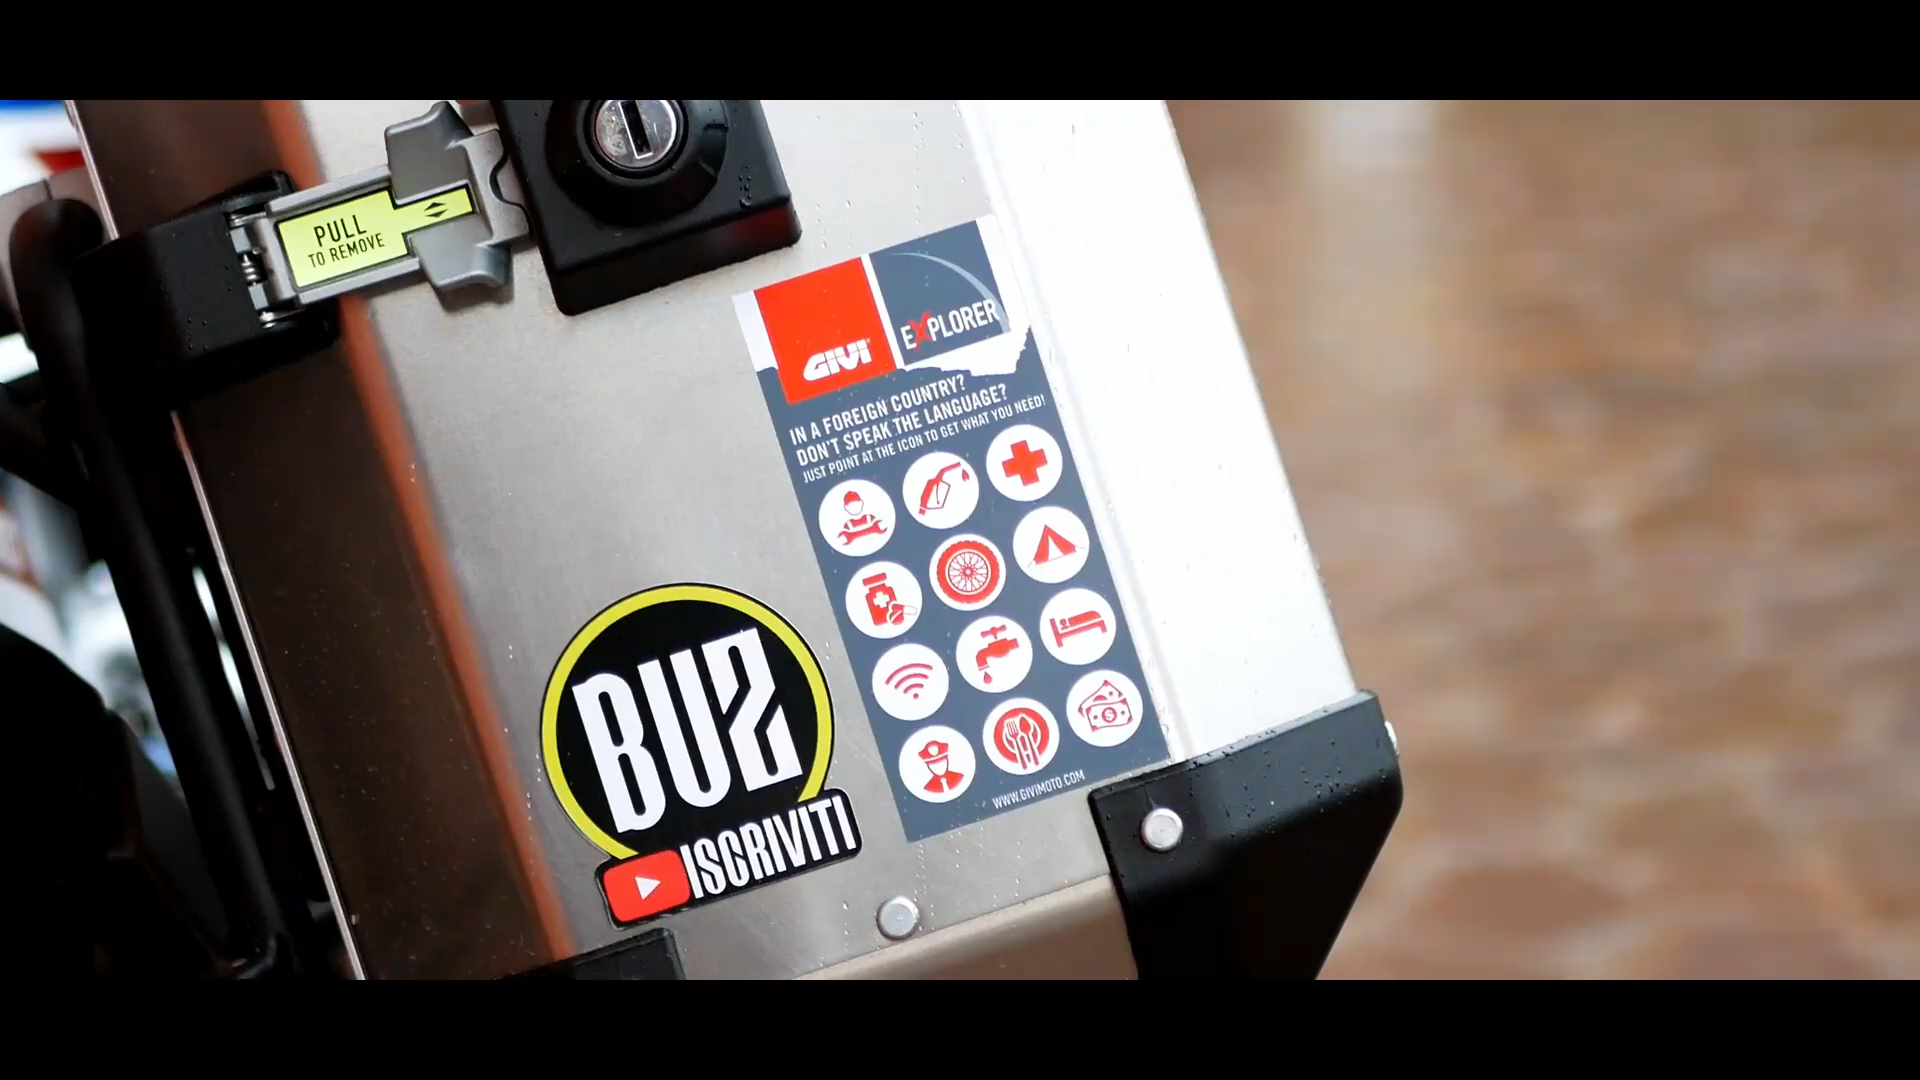 PULL
TO REMOVE
GIVI
EXPLORER
IN A FOREIGN COUNTRY?
DON'T SPEAK THE LANGUAGE?
JUST POINT AT THE ICON TO GET WHAT YOU NEED!
WWW.GIVIMOTO.COM
BUZ
ISCRIVITI